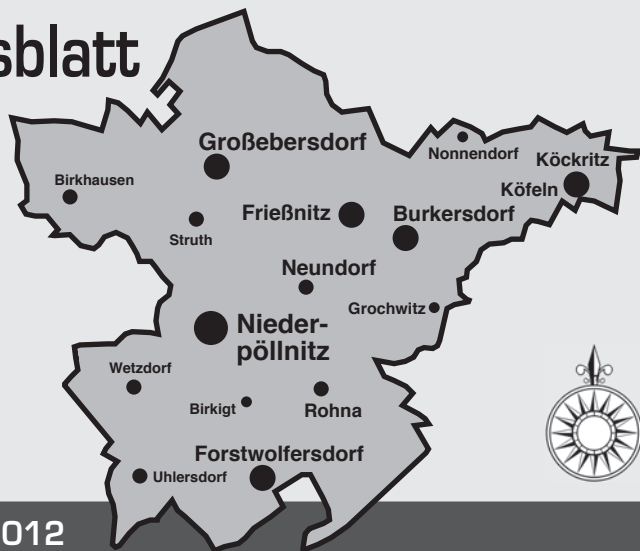 sblatt
Großebersdorf
Nonnendorf
Köckritz
Birkhausen
Köfeln
Frießnitz
Burkersdorf
Struth
Neundorf
Grochwitz
Nieder-
pöllnitz
Wetzdorf
Birkigt
Rohna
Forstwolfersdorf
Uhlersdorf
012